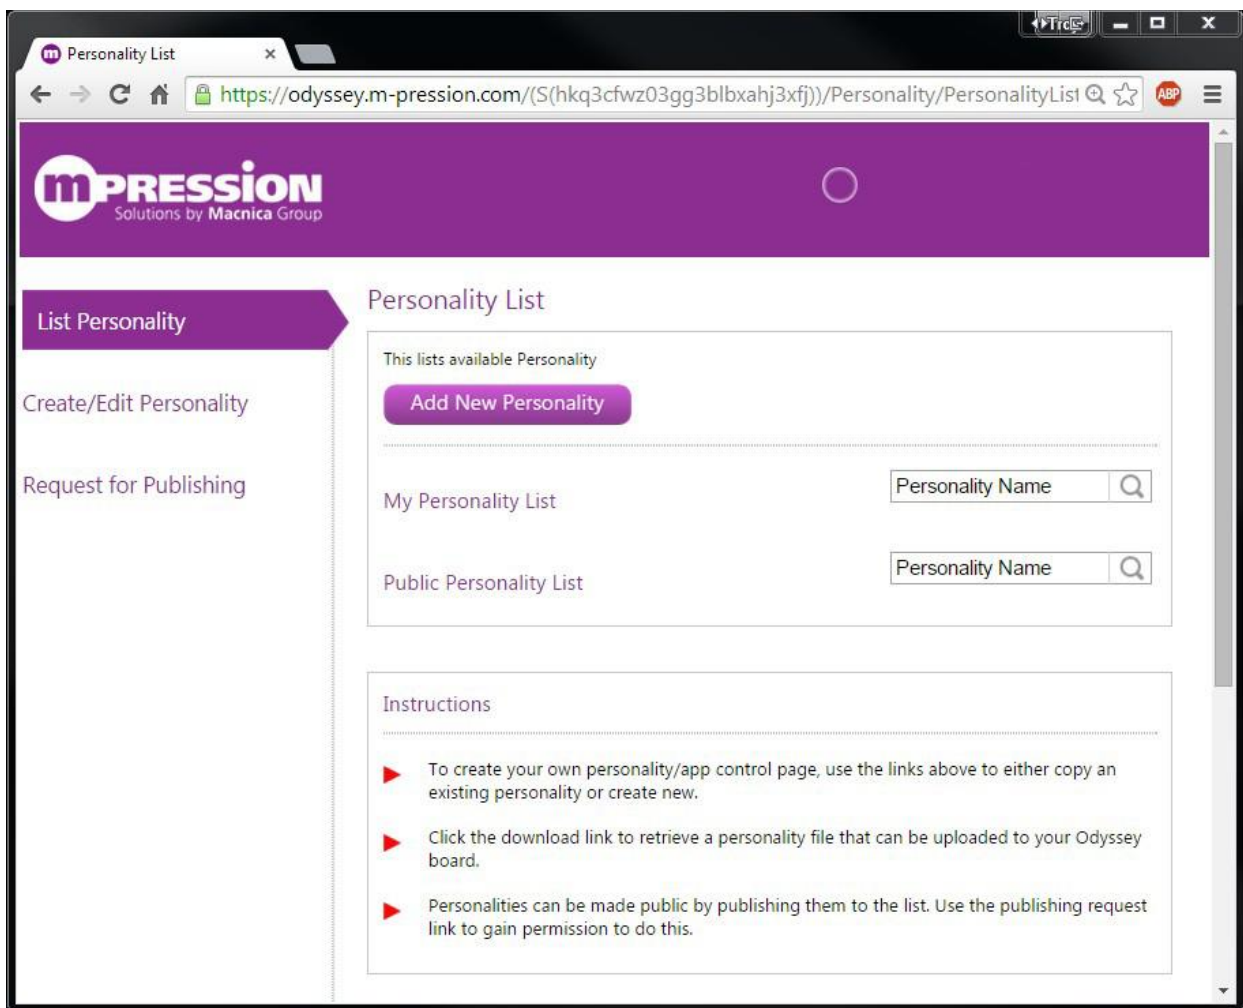 Personality List
https://odyssey.m-pression.com/(S(hkq3cfwz03gg3blbxahj3xfj))/Personality/PersonalityList
ABP
mPRESSION
Solutions by Macnica Group
List Personality
Create/Edit Personality
Request for Publishing
Personality List
This lists available Personality
Add New Personality
My Personality List
Personality Name
Public Personality List
Personality Name
Instructions
To create your own personality/app control page, use the links above to either copy an
existing personality or create new.
Click the download link to retrieve a personality file that can be uploaded to your Odyssey
board.
Personalities can be made public by publishing them to the list. Use the publishing request
link to gain permission to do this.